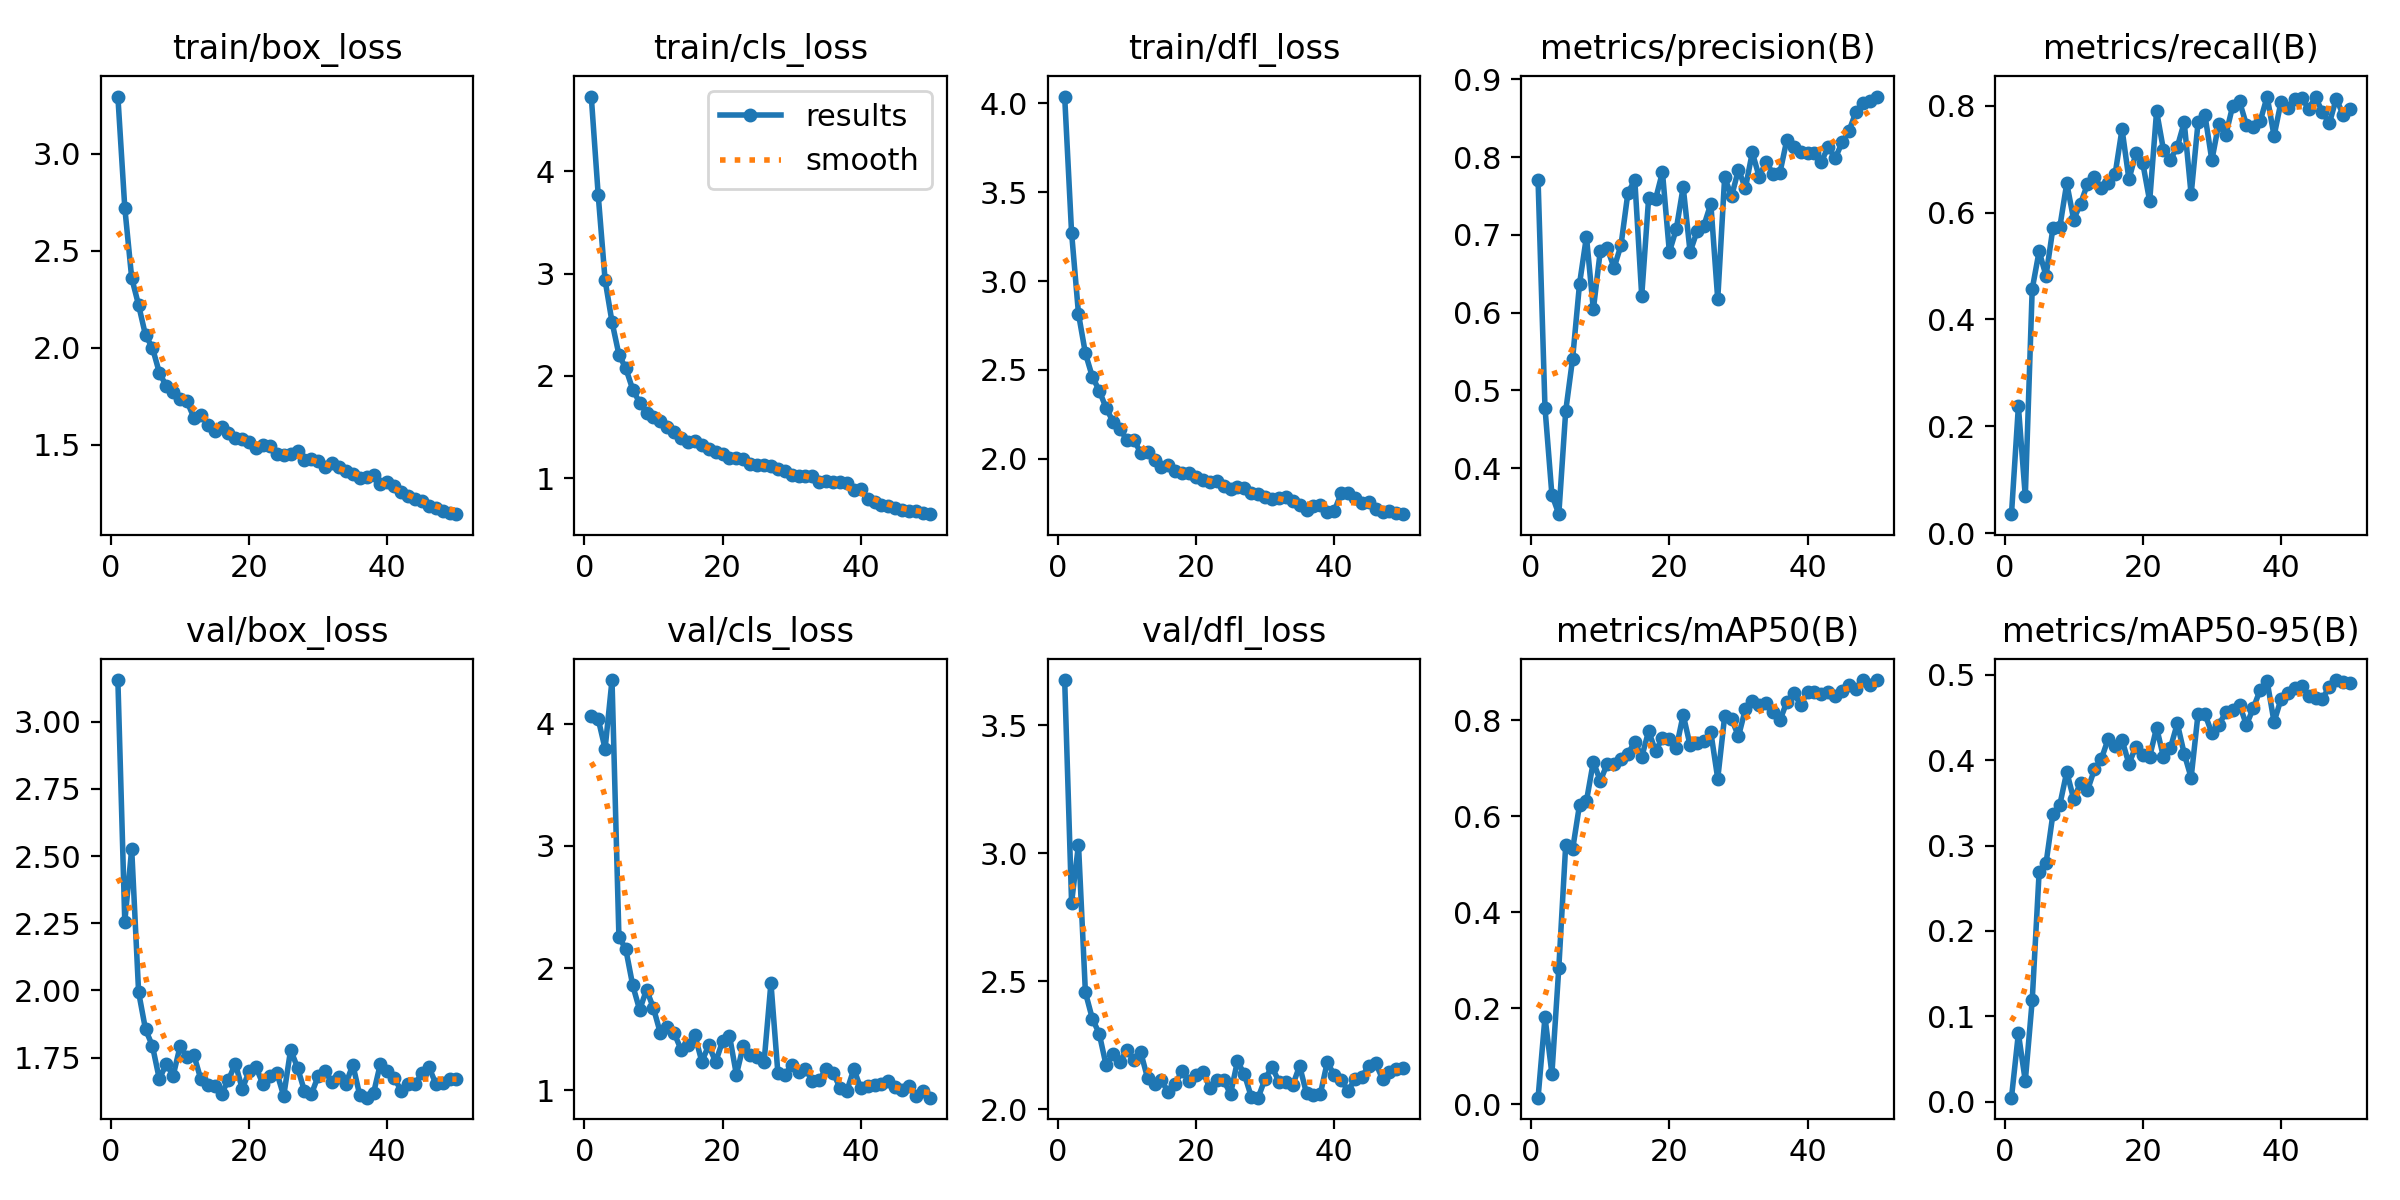 train/box_loss
3.0
2.5
2.0
1.5
0 20 40
train/cls_loss
results
smooth
4
3
2
1
0 20 40
train/dfl_loss
4.0
3.5
3.0
2.5
2.0
0 20 40
metrics/precision(B)
0.9
0.8
0.7
0.6
0.5
0.4
0 20 40
metrics/recall(B)
0.8
0.6
0.4
0.2
0.0
0 20 40
val/box_loss
3.00
2.75
2.50
2.25
2.00
1.75
0 20 40
val/cls_loss
4
3
2
1
0 20 40
val/dfl_loss
3.5
3.0
2.5
2.0
0 20 40
metrics/mAP50(B)
0.8
0.6
0.4
0.2
0.0
0 20 40
metrics/mAP50-95(B)
0.5
0.4
0.3
0.2
0.1
0.0
0 20 40